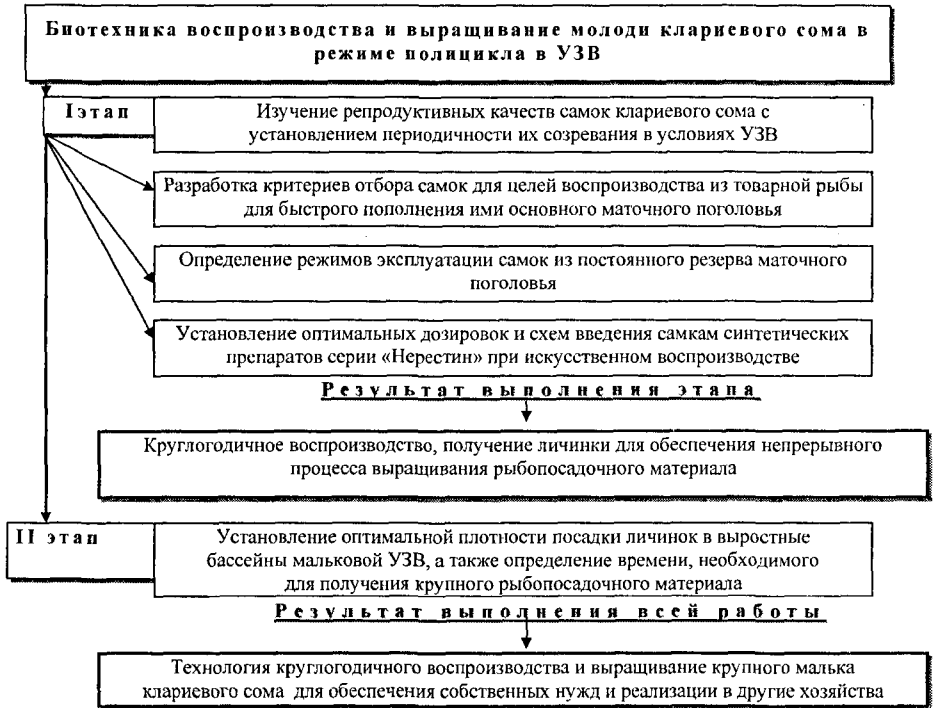 Биотехника воспроизводства и выращивание молоди клариевого сома в
режиме полицикла в УЗВ
I этап
Изучение репродуктивных качеств самок клариевого сома с
установлением периодичности их созревания в условиях УЗВ
Разработка критериев отбора самок для целей воспроизводства из товарной рыбы
для быстрого пополнения ими основного маточного поголовья
Определение режимов эксплуатации самок из постоянного резерва маточного
поголовья
Установление оптимальных дозировок и схем введения самкам синтетических
препаратов серии «Нерестин» при искусственном воспроизводстве
Результат выполнения этапа
Круглогодичное воспроизводство, получение личинки для обеспечения непрерывного
процесса выращивания рыбопосадочного материала
II этап
Установление оптимальной плотности посадки личинок в выростные
бассейны мальковой УЗВ, а также определение времени, необходимого
для получения крупного рыбопосадочного материала
Результат выполнения всей работы
Технология круглогодичного воспроизводства и выращивание крупного малька
клариевого сома для обеспечения собственных нужд и реализации в другие хозяйства